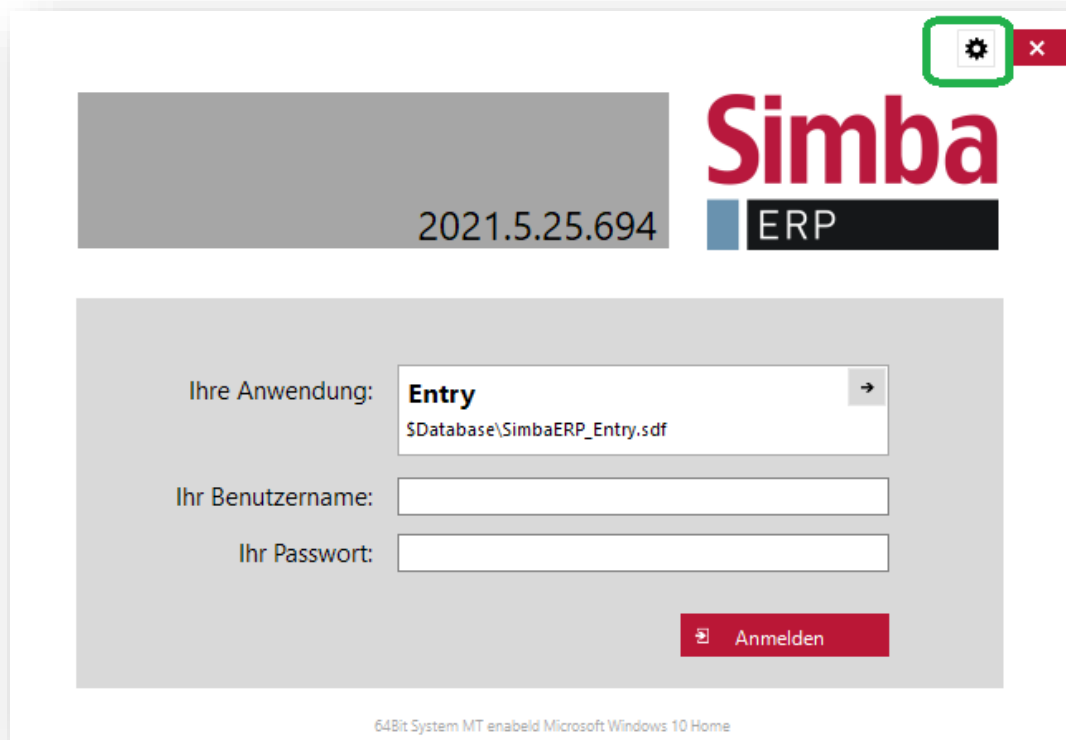 Simba
2021.5.25.694
ERP
Ihre Anwendung:
Entry
$Database\SimbaERP_Entry.sdf
Ihr Benutzername:
Ihr Passwort:
Anmelden
64Bit System MT enabeld Microsoft Windows 10 Home